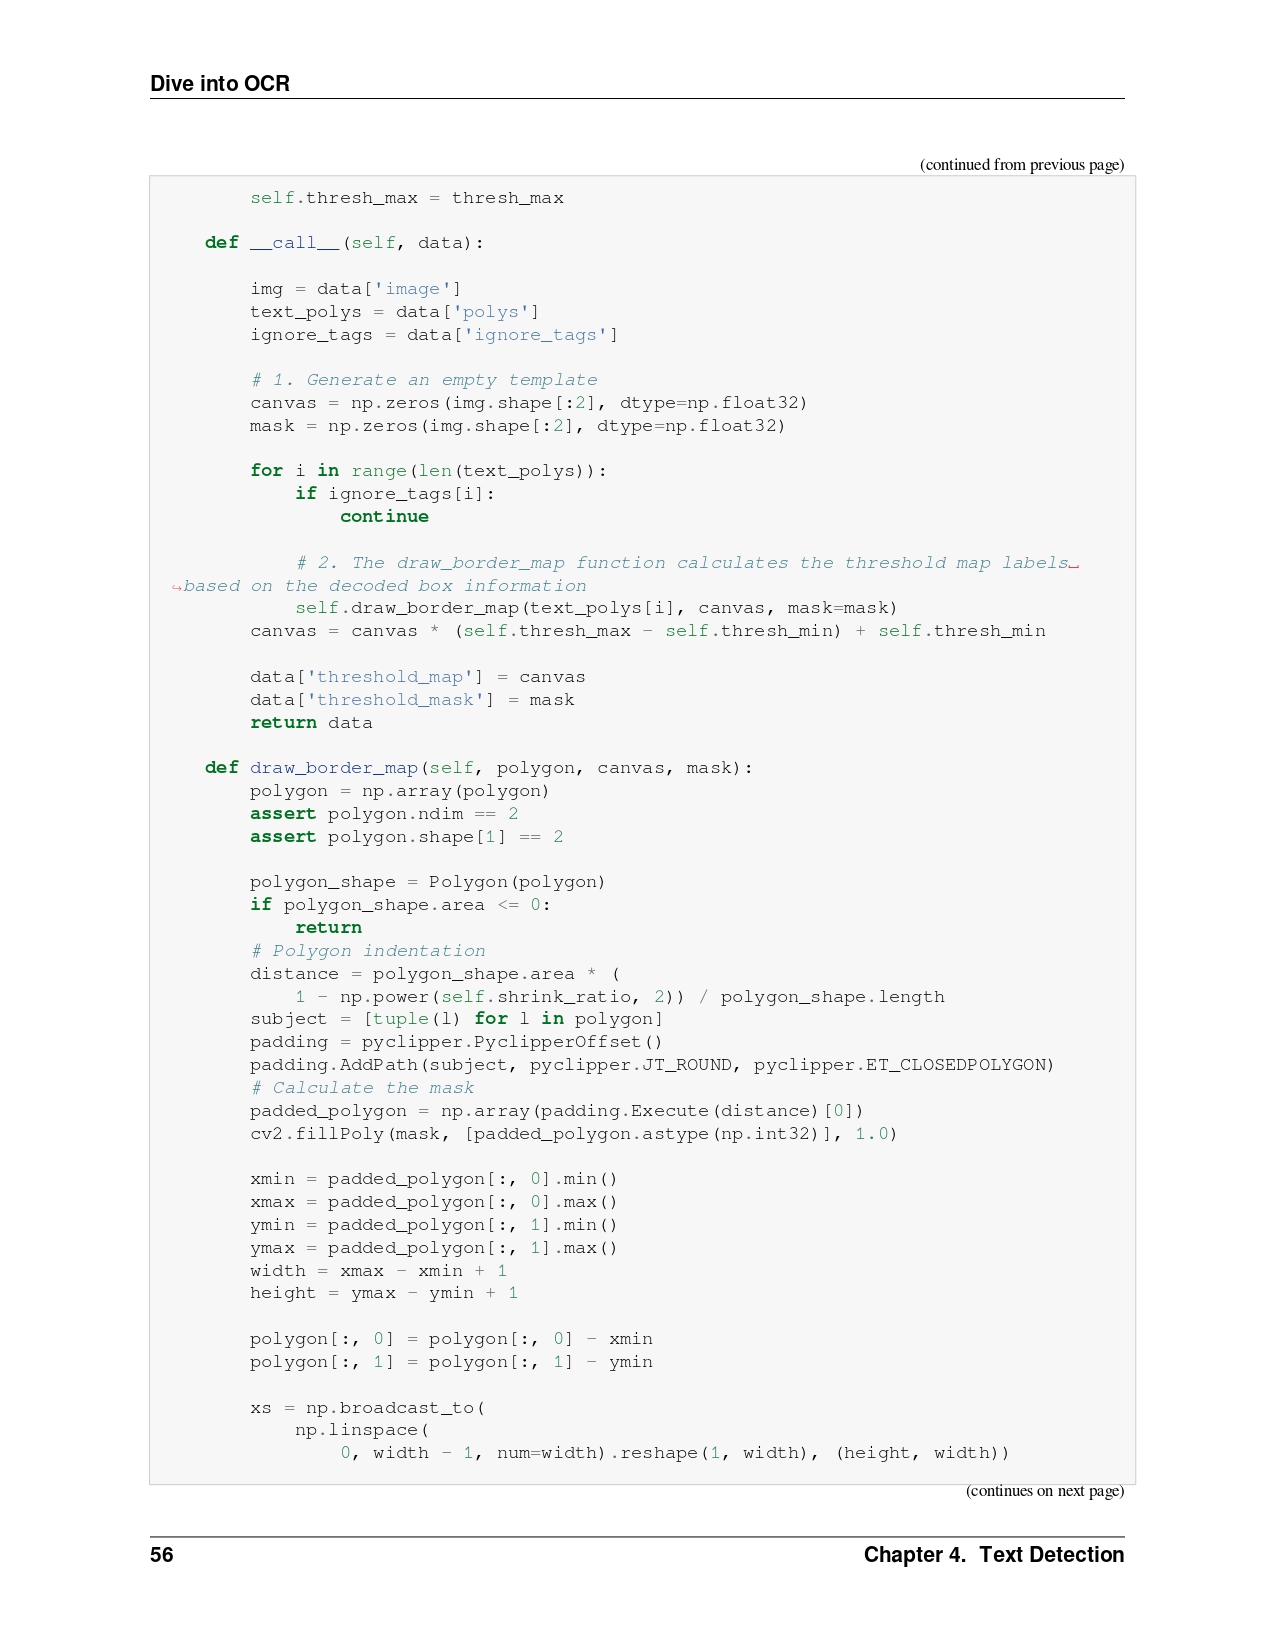 Dive into OCR
(continued from previous page)
        self.thresh_max = thresh_max
    def __call__(self, data):
        img = data['image']
        text_polys = data['polys']
        ignore_tags = data['ignore_tags']
        # 1. Generate an empty template
        canvas = np.zeros(img.shape[:2], dtype=np.float32)
        mask = np.zeros(img.shape[:2], dtype=np.float32)
        for i in range(len(text_polys)):
            if ignore_tags[i]:
                continue
            # 2. The draw_border_map function calculates the threshold map labels␣
↪based on the decoded box information
            self.draw_border_map(text_polys[i], canvas, mask=mask)
        canvas = canvas * (self.thresh_max - self.thresh_min) + self.thresh_min
        data['threshold_map'] = canvas
        data['threshold_mask'] = mask
        return data
    def draw_border_map(self, polygon, canvas, mask):
        polygon = np.array(polygon)
        assert polygon.ndim == 2
        assert polygon.shape[1] == 2
        polygon_shape = Polygon(polygon)
        if polygon_shape.area <= 0:
            return
        # Polygon indentation
        distance = polygon_shape.area * (
            1 - np.power(self.shrink_ratio, 2)) / polygon_shape.length
        subject = [tuple(l) for l in polygon]
        padding = pyclipper.PyclipperOffset()
        padding.AddPath(subject, pyclipper.JT_ROUND, pyclipper.ET_CLOSEDPOLYGON)
        # Calculate the mask
        padded_polygon = np.array(padding.Execute(distance)[0])
        cv2.fillPoly(mask, [padded_polygon.astype(np.int32)], 1.0)
        xmin = padded_polygon[:, 0].min()
        xmax = padded_polygon[:, 0].max()
        ymin = padded_polygon[:, 1].min()
        ymax = padded_polygon[:, 1].max()
        width = xmax - xmin + 1
        height = ymax - ymin + 1
        polygon[:, 0] = polygon[:, 0] - xmin
        polygon[:, 1] = polygon[:, 1] - ymin
        xs = np.broadcast_to(
            np.linspace(
                0, width - 1, num=width).reshape(1, width), (height, width))
(continues on next page)
56 Chapter 4. Text Detection